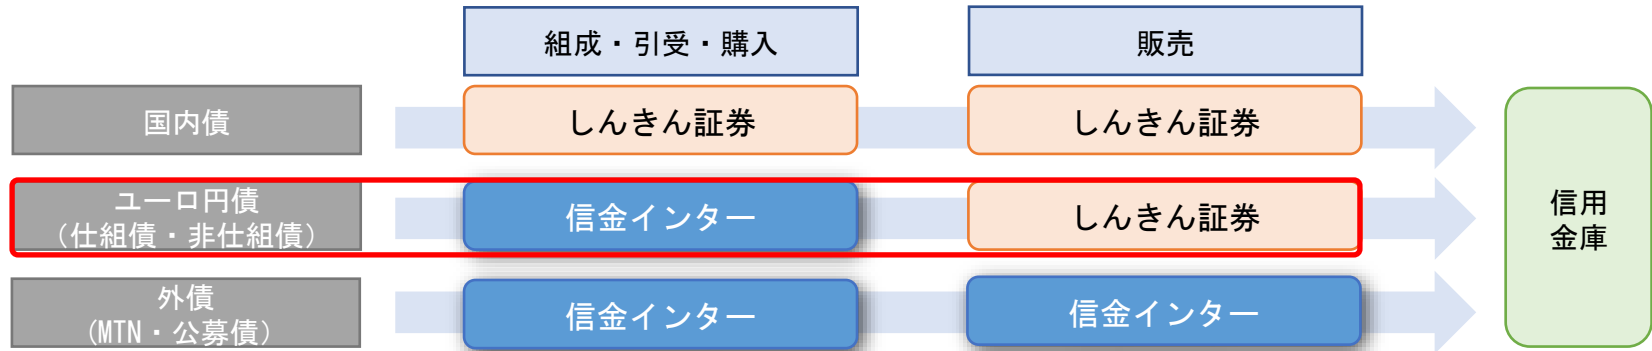 組成・引受・購入
販売
国内債
しんきん証券
しんきん証券
ユーロ円債
（仕組債・非仕組債）
信金インター
しんきん証券
外債
（MTN・公募債）
信金インター
信金インター
信用
金庫